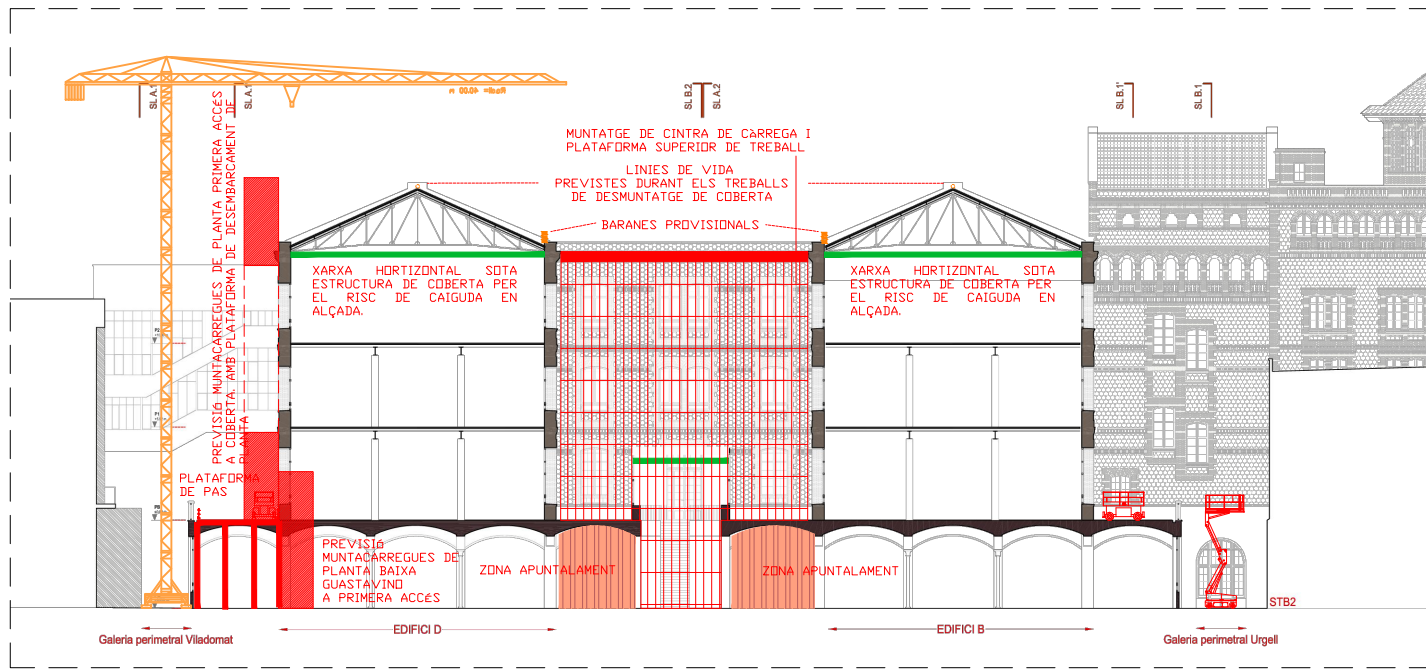 Radi= 40.00 m
SL A.1'
SL A.1
SL B.2
SL A.2
SL B.1'
SL B.1
MUNTATGE DE CINTRA DE CÀRREGA I
PLATAFORMA SUPERIOR DE TREBALL
LINIES DE VIDA
PREVISTES DURANT ELS TREBALLS
DE DESMUNTATGE DE COBERTA
BARANES PROVISIONALS
PREVISIÓ MUNTACARREGUES DE PLANTA PRIMERA ACCÉS
A COBERTA. AMB PLATAFORMA DE DESEMBARCAMENT DE
PLANTA
XARXA HORTIZONTAL SOTA
ESTRUCTURA DE COBERTA PER
EL RISC DE CAIGUDA EN
ALÇADA.
XARXA HORTIZONTAL SOTA
ESTRUCTURA DE COBERTA PER
EL RISC DE CAIGUDA EN
ALÇADA.
PLATAFORMA
DE PAS
PREVISIÓ
MUNTACÀRREGUES DE
PLANTA BAIXA
GUASTAVINO
A PRIMERA ACCÉS
ZONA APUNTALAMENT
ZONA APUNTALAMENT
STB2
Galeria perimetral Viladomat
EDIFICI D
EDIFICI B
Galeria perimetral Urgell